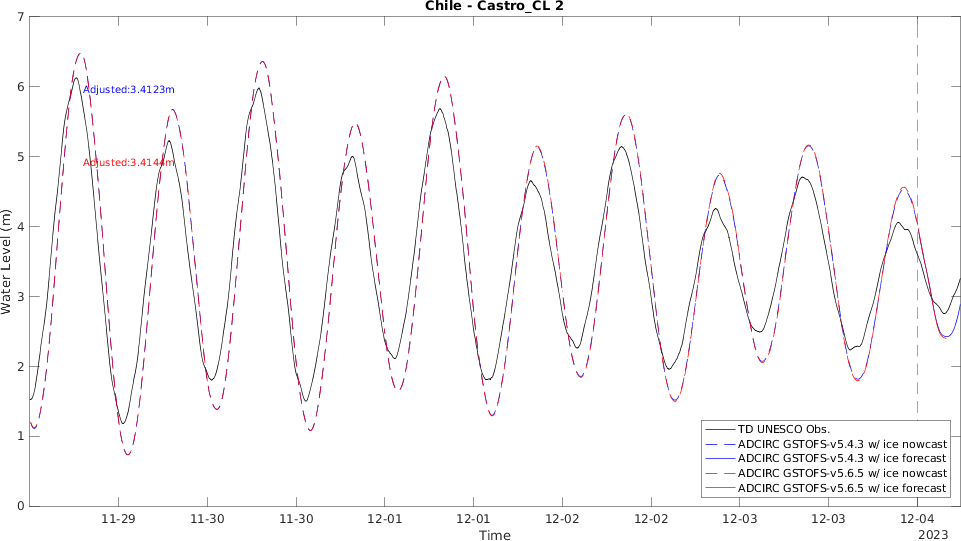 Chile - Castro_CL 2
7
6
5
4
3
2
1
0
Water Level (m)
Adjusted:3.4123m
Adjusted:3.4144m
TD UNESCO Obs.
ADCIRC GSTOFS-v5.4.3 w/ ice nowcast
ADCIRC GSTOFS-v5.4.3 w/ ice forecast
ADCIRC GSTOFS-v5.6.5 w/ ice nowcast
ADCIRC GSTOFS-v5.6.5 w/ ice forecast
11-29 11-30 11-30 12-01 12-01 12-02 12-02 12-03 12-03 12-04
Time
2023